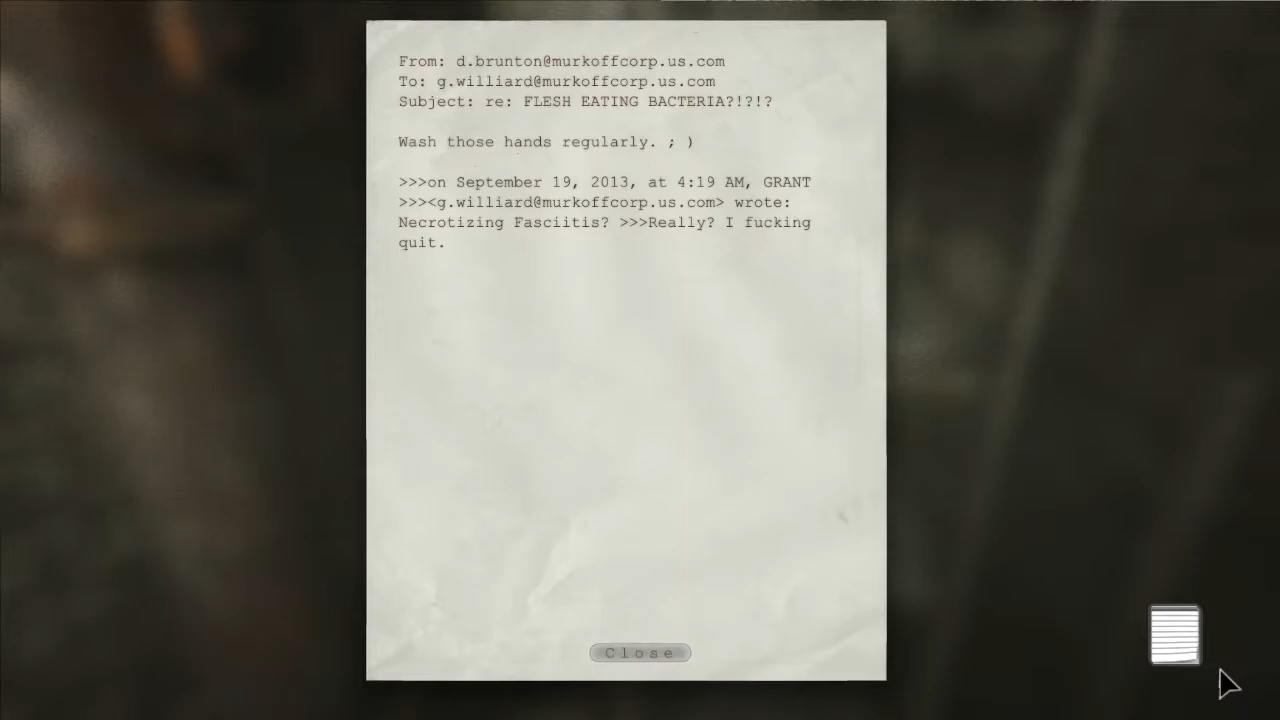 From: d.brunton@murkoffcorp.us.com
To: g.williard@murkoffcorp.us.com
Subject: re: FLESH EATING BACTERIA?!?!?
Wash those hands regularly. ; )
>>>on September 19, 2013, at 4:19 AM, GRANT
>>><g.williard@murkoffcorp.us.com> wrote:
Necrotizing Fasciitis? >>>Really? I fucking
quit.
Close